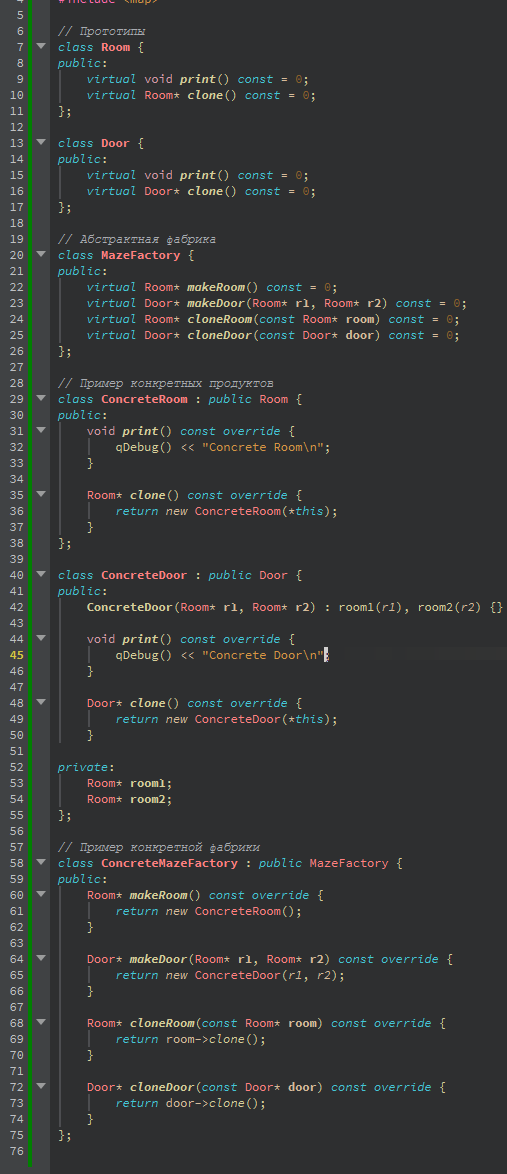 4 #include <map>
5
6 // Прототипы
7 class Room {
8 public:
9 virtual void print() const = 0;
10 virtual Room* clone() const = 0;
11 };
12
13 class Door {
14 public:
15 virtual void print() const = 0;
16 virtual Door* clone() const = 0;
17 };
18
19 // Абстрактная фабрика
20 class MazeFactory {
21 public:
22 virtual Room* makeRoom() const = 0;
23 virtual Door* makeDoor(Room* r1, Room* r2) const = 0;
24 virtual Room* cloneRoom(const Room* room) const = 0;
25 virtual Door* cloneDoor(const Door* door) const = 0;
26 };
27
28 // Пример конкретных продуктов
29 class ConcreteRoom : public Room {
30 public:
31 void print() const override {
32 qDebug() << "Concrete Room\n";
33 }
34
35 Room* clone() const override {
36 return new ConcreteRoom(*this);
37 }
38 };
39
40 class ConcreteDoor : public Door {
41 public:
42 ConcreteDoor(Room* r1, Room* r2) : room1(r1), room2(r2) {}
43
44 void print() const override {
45 qDebug() << "Concrete Door\n";
46 }
47
48 Door* clone() const override {
49 return new ConcreteDoor(*this);
50 }
51
52 private:
53 Room* room1;
54 Room* room2;
55 };
56
57 // Пример конкретной фабрики
58 class ConcreteMazeFactory : public MazeFactory {
59 public:
60 Room* makeRoom() const override {
61 return new ConcreteRoom();
62 }
63
64 Door* makeDoor(Room* r1, Room* r2) const override {
65 return new ConcreteDoor(r1, r2);
66 }
67
68 Room* cloneRoom(const Room* room) const override {
69 return room->clone();
70 }
71
72 Door* cloneDoor(const Door* door) const override {
73 return door->clone();
74 }
75 };
76